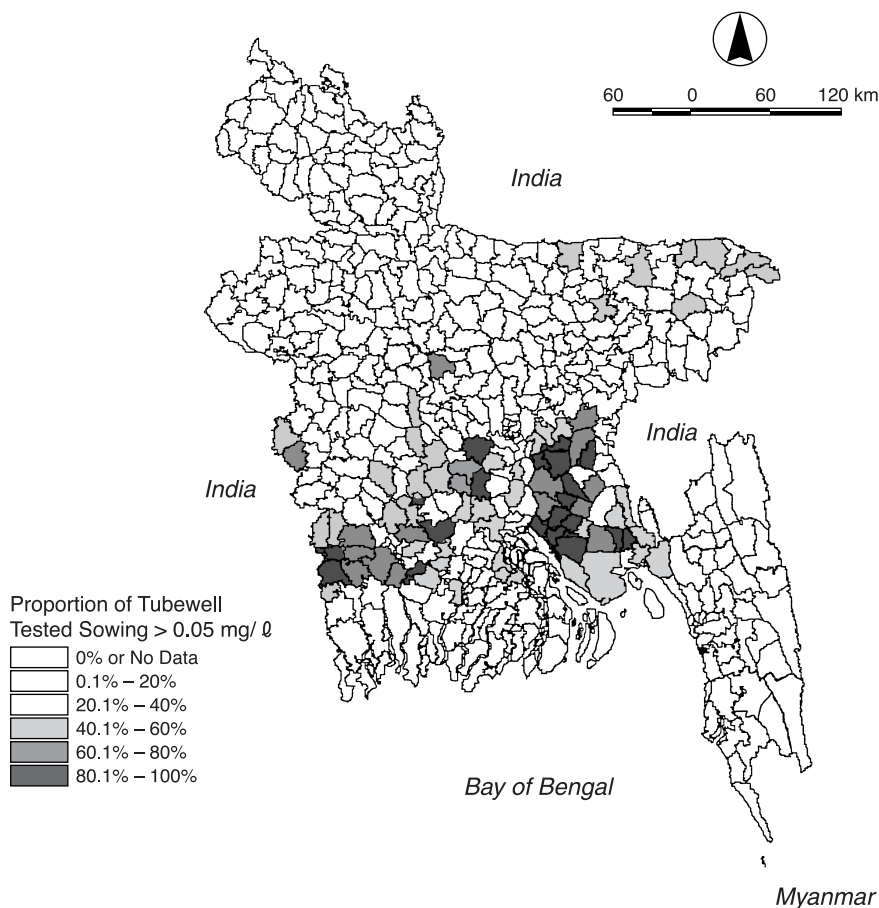 60 0 60 120 km
India
India
India
Proportion of Tubewell
Tested Sowing > 0.05 mg/ ℓ
0% or No Data
0.1% – 20%
20.1% – 40%
40.1% – 60%
60.1% – 80%
80.1% – 100%
Bay of Bengal
Myanmar